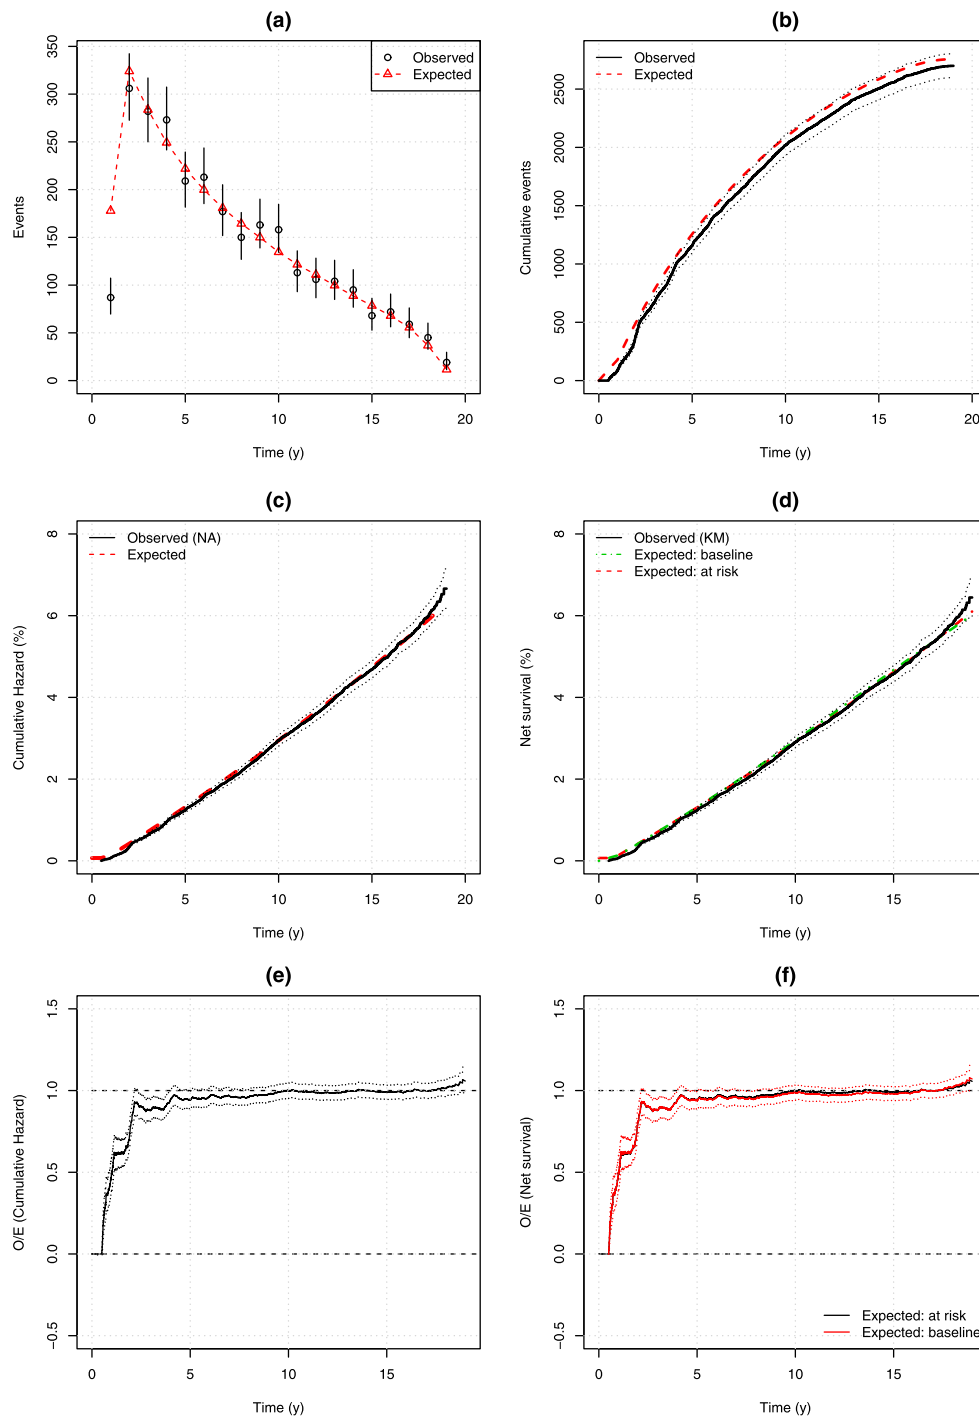 (a)
Events
0
50
100
150
200
250
300
350
Observed
Expected
0
5
10
15
20
Time (y)
(b)
Cumulative events
0
500
1000
1500
2000
2500
Observed
Expected
0
5
10
15
20
Time (y)
(c)
Cumulative Hazard (%)
0
2
4
6
8
Observed (NA)
Expected
0
5
10
15
20
Time (y)
(d)
Net survival (%)
0
2
4
6
8
Observed (KM)
Expected: baseline
Expected: at risk
0
5
10
15
Time (y)
(e)
O/E (Cumulative Hazard)
−0.5
0.0
0.5
1.0
1.5
0
5
10
15
Time (y)
(f)
O/E (Net survival)
−0.5
0.0
0.5
1.0
1.5
Expected: at risk
Expected: baseline
0
5
10
15
Time (y)